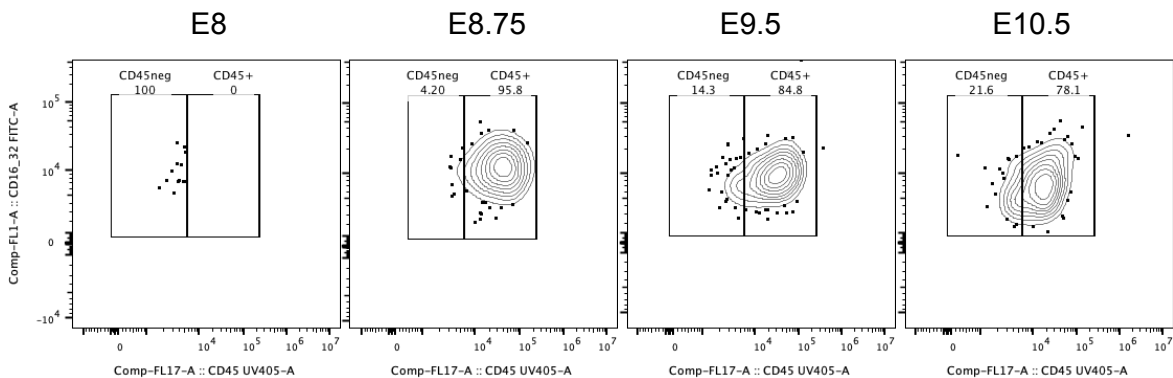 E8 E8.75 E9.5 E10.5
CD45neg CD45+ CD45neg CD45+ CD45neg CD45+ CD45neg CD45+
100 0 4.20 95.8 14.3 84.8 21.6 78.1
10^5
10^4
0
-10^4
Comp-FL1-A :: CD16_32 FITC-A
0 10^4 10^5 10^6 10^7 0 10^4 10^5 10^6 10^7 0 10^4 10^5 10^6 10^7 0 10^4 10^5 10^6 10^7
Comp-FL17-A :: CD45 UV405-A Comp-FL17-A :: CD45 UV405-A Comp-FL17-A :: CD45 UV405-A Comp-FL17-A :: CD45 UV405-A